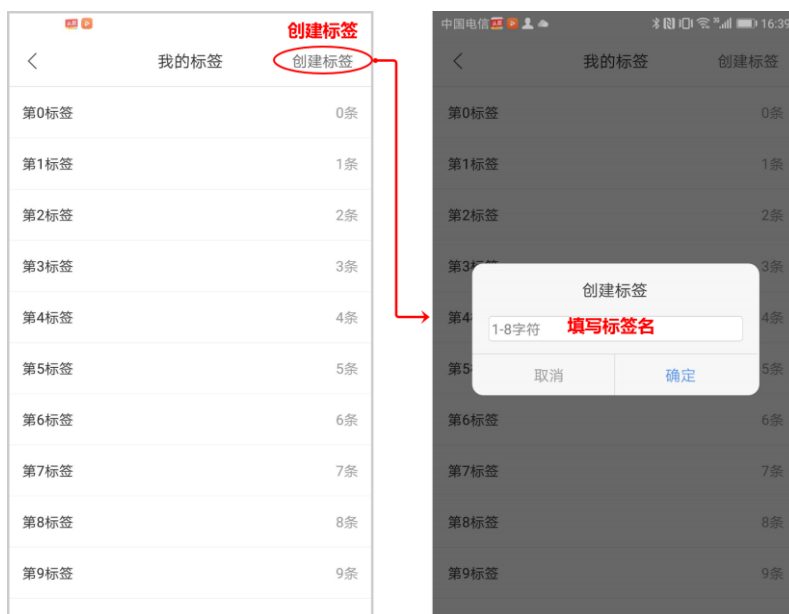 创建标签
我的标签
创建标签
第0标签
0条
第1标签
1条
第2标签
2条
第3标签
3条
第4标签
4条
第5标签
5条
第6标签
6条
第7标签
7条
第8标签
8条
第9标签
9条
中国电信
16:39
我的标签
创建标签
第0标签
0条
第1标签
1条
第2标签
2条
第3
3条
创建标签
第4
4条
1-8字符
填写标签名
第5
5条
取消
确定
第6标签
6条
第7标签
7条
第8标签
8条
第9标签
9条